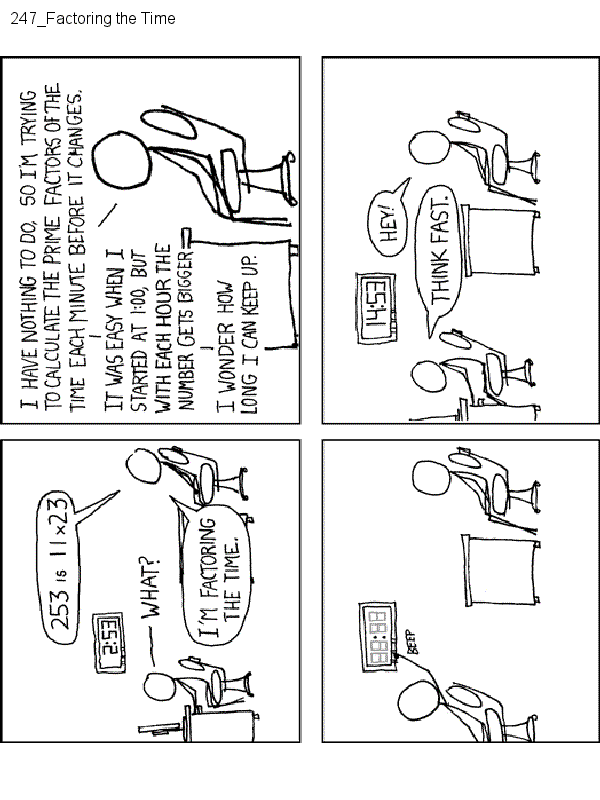 247_Factoring the Time
253 IS 11×23
2:53
WHAT?
I'M FACTORING
THE TIME.
I HAVE NOTHING TO DO, SO I'M TRYING
TO CALCULATE THE PRIME FACTORS OF THE
TIME EACH MINUTE BEFORE IT CHANGES.
IT WAS EASY WHEN I
STARTED AT 1:00, BUT
WITH EACH HOUR THE
NUMBER GETS BIGGER
I WONDER HOW
LONG I CAN KEEP UP.
88:88
BEEP
14:53
HEY!
THINK FAST.